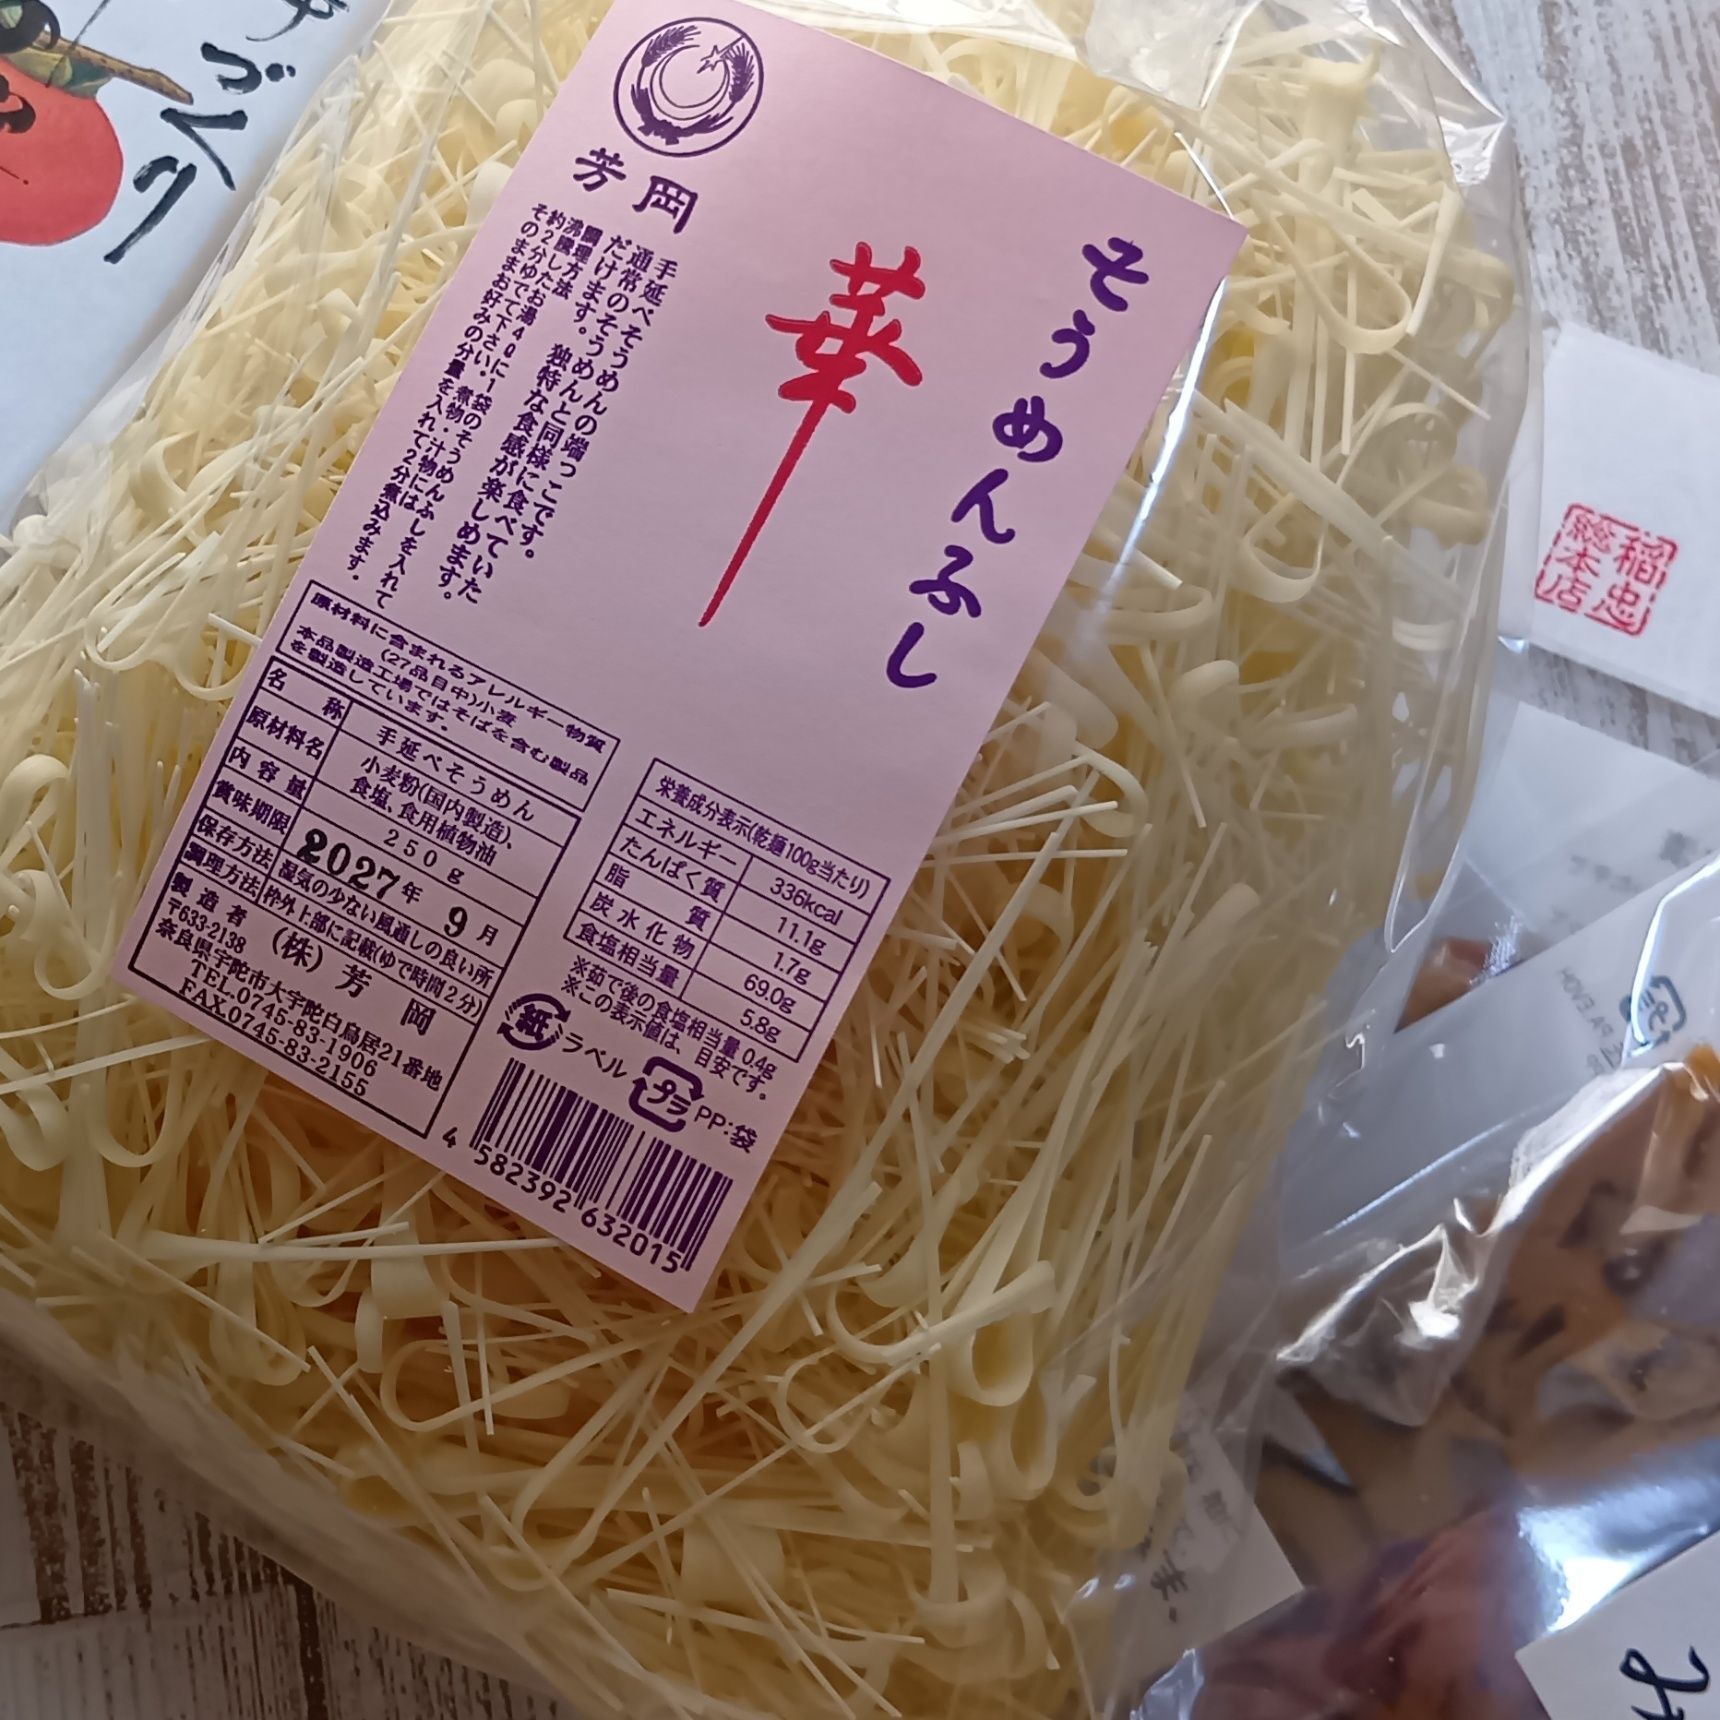 そうめんふし
華
芳岡
手延べそうめんの端っこです。
通常のそうめんと同様に食べていた
だけます。 独特な食感が楽しめます。
調理方法
沸騰したお湯4ℓに1袋のそうめんふしを入れて
約2分ゆでて下さい。煮物・汁物には
そのままお好みの分量を入れて2分煮込みます。
原材料に含まれるアレルギー物質
(27品目中)小麦
本品製造工場ではそばを含む製品
を製造しています。
名称 手延べそうめん
原材料名 小麦粉(国内製造)、
食塩、食用植物油
内容量 250g
賞味期限 2027年 9月
保存方法 湿気の少ない風通しの良い所
調理方法 枠外上部に記載(ゆで時間2分)
製造者 (株)芳岡
〒633-2138
奈良県宇陀市大宇陀白鳥居21番地
TEL.0745-83-1906
FAX.0745-83-2155
栄養成分表示(乾麺100g当たり)
エネルギー 336kcal
たんぱく質 11.1g
脂質 1.7g
炭水化物 69.0g
食塩相当量 5.8g
※茹で後の食塩相当量 0.4g
※この表示値は、目安です。
紙 ラベル
プラ PP:袋
4 582392 632015
づくり
稲忠
総本店
プラ
PA EVOH